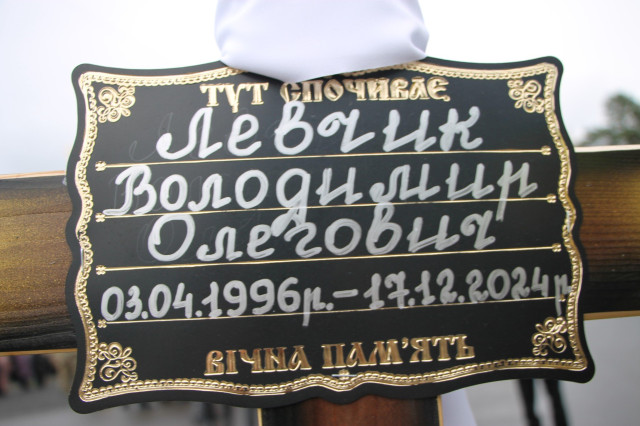 ТУТ СПОЧИВАЄ
Левчик
Володимир
Олегович
03.04.1996р.-17.12.2024р
ВІЧНА ПАМ'ЯТЬ